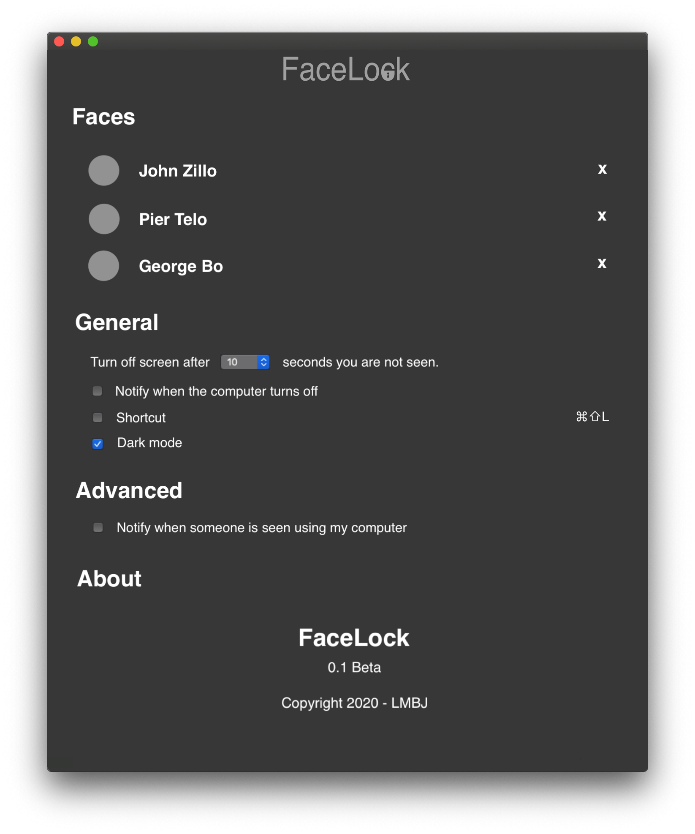 FaceLock
Faces
John Zillo x
Pier Telo x
George Bo x
General
Turn off screen after 10 seconds you are not seen.
Notify when the computer turns off
Shortcut ⌘⇧L
Dark mode
Advanced
Notify when someone is seen using my computer
About
FaceLock
0.1 Beta
Copyright 2020 - LMBJ